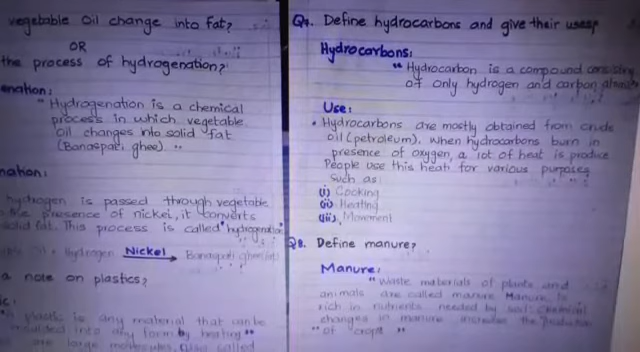 vegetable oil change into fat?
OR
the process of hydrogenation?
enation:
"Hydrogenation is a chemical
process in which vegetable
oil changes into solid fat
(Banaspati ghee)."
nation:
hydrogen is passed through vegetable
the presence of nickel, it converts
solid fat. This process is called "hydrogenation
Hydrogen Nickel Banaspati ghee
a note on plastics?
ic:
plastic is any material that can be
moulded into any form by heating"
are large molecules called
Define hydrocarbons and give their uses?
Hydrocarbons:
"Hydrocarbon is a compound consisting
of only hydrogen and carbon atoms
Use:
• Hydrocarbons are mostly obtained from crude
oil (petroleum). When hydrocarbons burn in
presence of oxygen, a lot of heat is produce
People use this heat for various purposes
such as
(i) Cooking
(ii) Heating
(iii) Movement
Q8. Define manure?
Manure:
"Waste materials of plants and
animals are called manure Manure is
rich in nutrients needed by soil. Chemical
changes in manure increase the production
of crops"